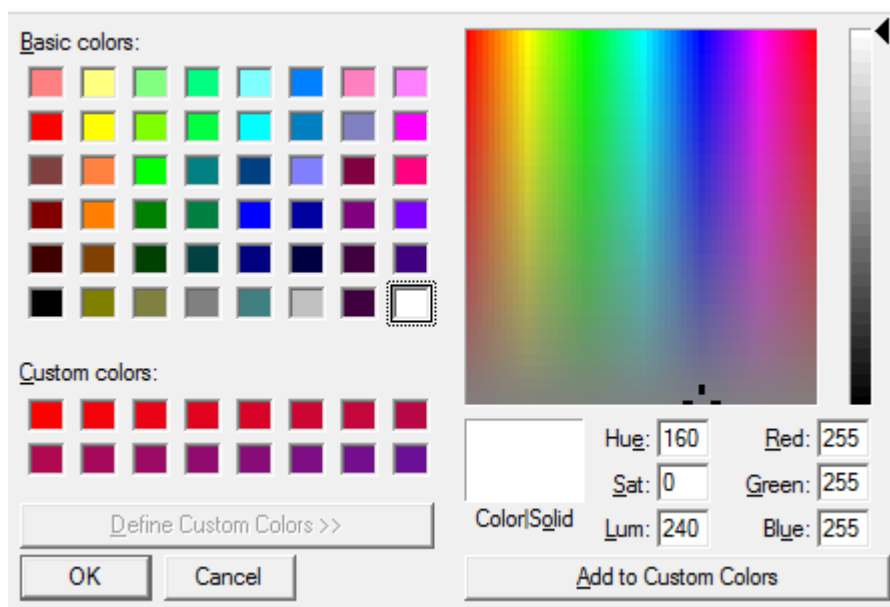 Basic colors:
Custom colors:
Define Custom Colors >>
OK Cancel
Hue: 160 Red: 255
Sat: 0 Green: 255
Color|Solid Lum: 240 Blue: 255
Add to Custom Colors